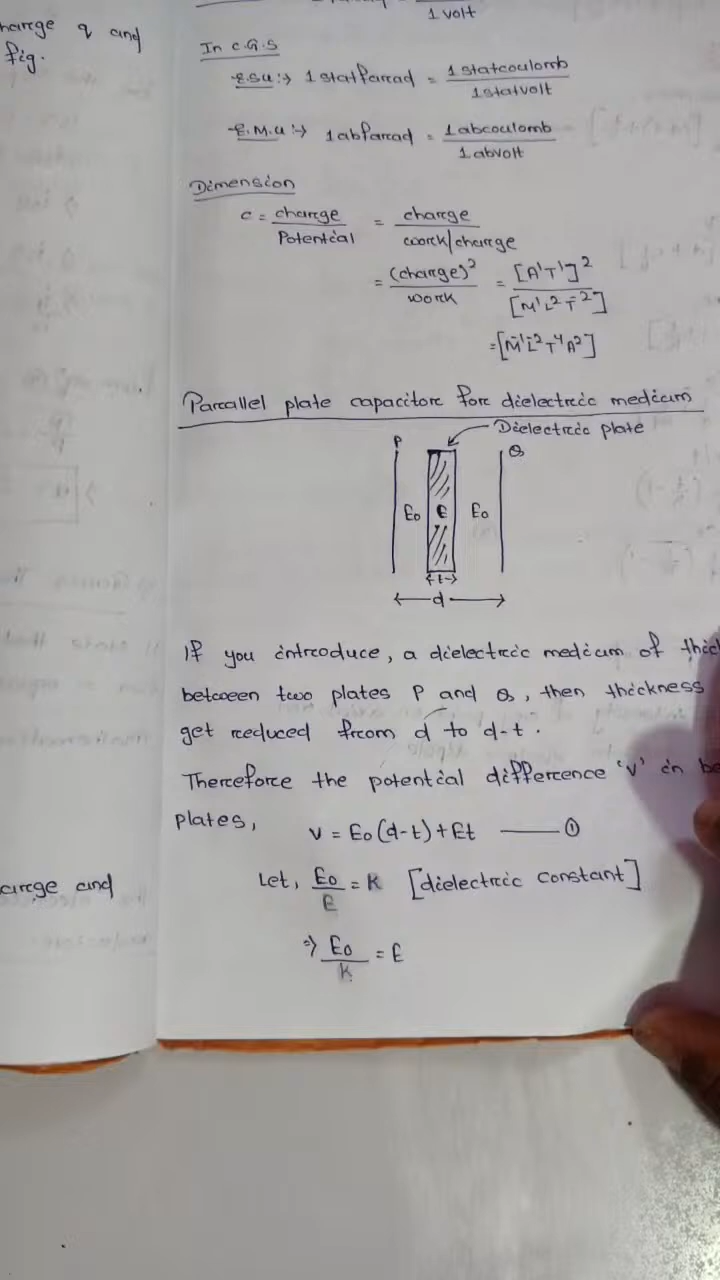 1 volt
harge q and
fig.
In C.G.S
E.S.U :→ 1 statfarad = 1 statcoulomb / 1 statvolt
E.M.U :→ 1 abfarad = 1 abcoulomb / 1 abvolt
Dimension
C = charge / Potential = charge / work/charge
= (charge)² / work = [A¹T¹]² / [M¹L²T⁻²]
= [M⁻¹L⁻²T⁴A²]
Parallel plate capacitor for dielectric medium
Dielectric plate
P Q
E₀ E E₀
t
d
If you introduce, a dielectric medium of thick
between two plates P and Q, then thickness
get reduced from d to d-t.
Therefore the potential difference 'V' in be
plates,
V = E₀(d-t) + Et —— ①
arge and
Let, E₀ / E = K [dielectric constant]
⇒ E₀ / K = E